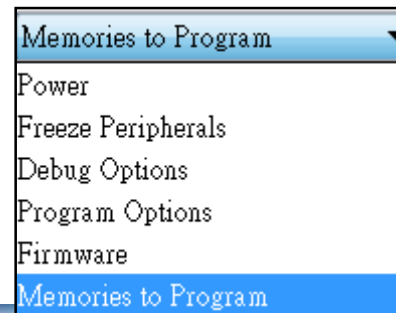 Memories to Program
Power
Freeze Peripherals
Debug Options
Program Options
Firmware
Memories to Program